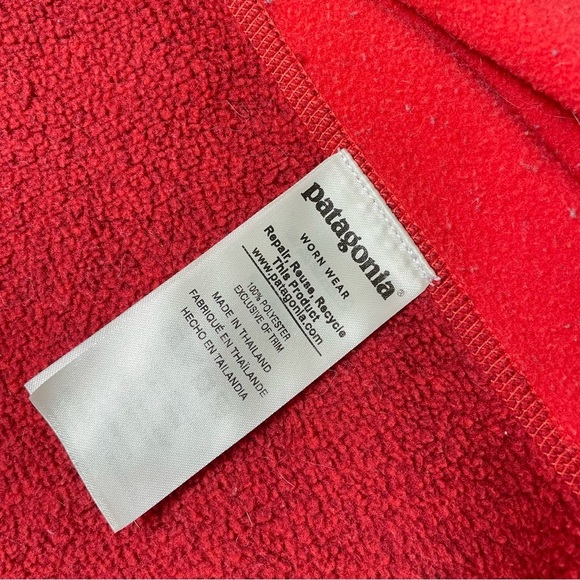 patagonia®
WORN WEAR
Repair, Reuse, Recycle
This Product
www.patagonia.com
100% POLYESTER
EXCLUSIVE OF TRIM
MADE IN THAILAND
FABRIQUÉ EN THAÏLANDE
HECHO EN TAILANDIA